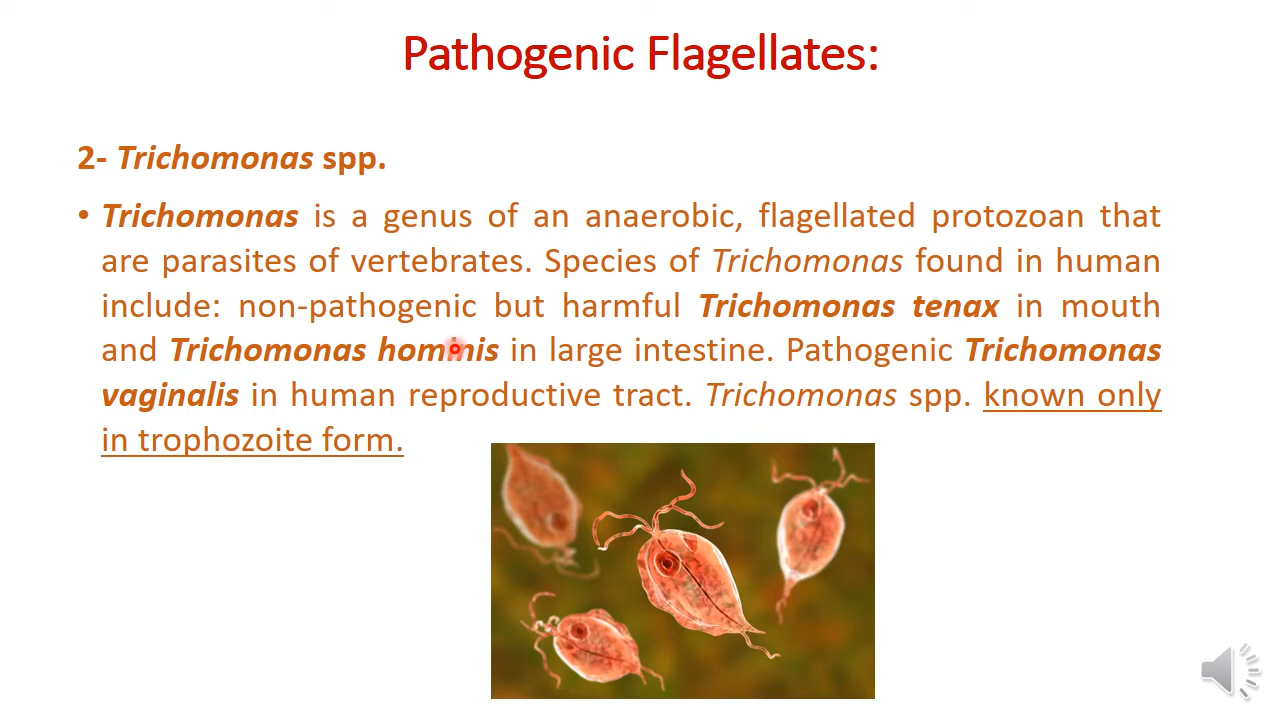 Pathogenic Flagellates:
2- Trichomonas spp.
• Trichomonas is a genus of an anaerobic, flagellated protozoan that
are parasites of vertebrates. Species of Trichomonas found in human
include: non-pathogenic but harmful Trichomonas tenax in mouth
and Trichomonas hominis in large intestine. Pathogenic Trichomonas
vaginalis in human reproductive tract. Trichomonas spp. known only
in trophozoite form.